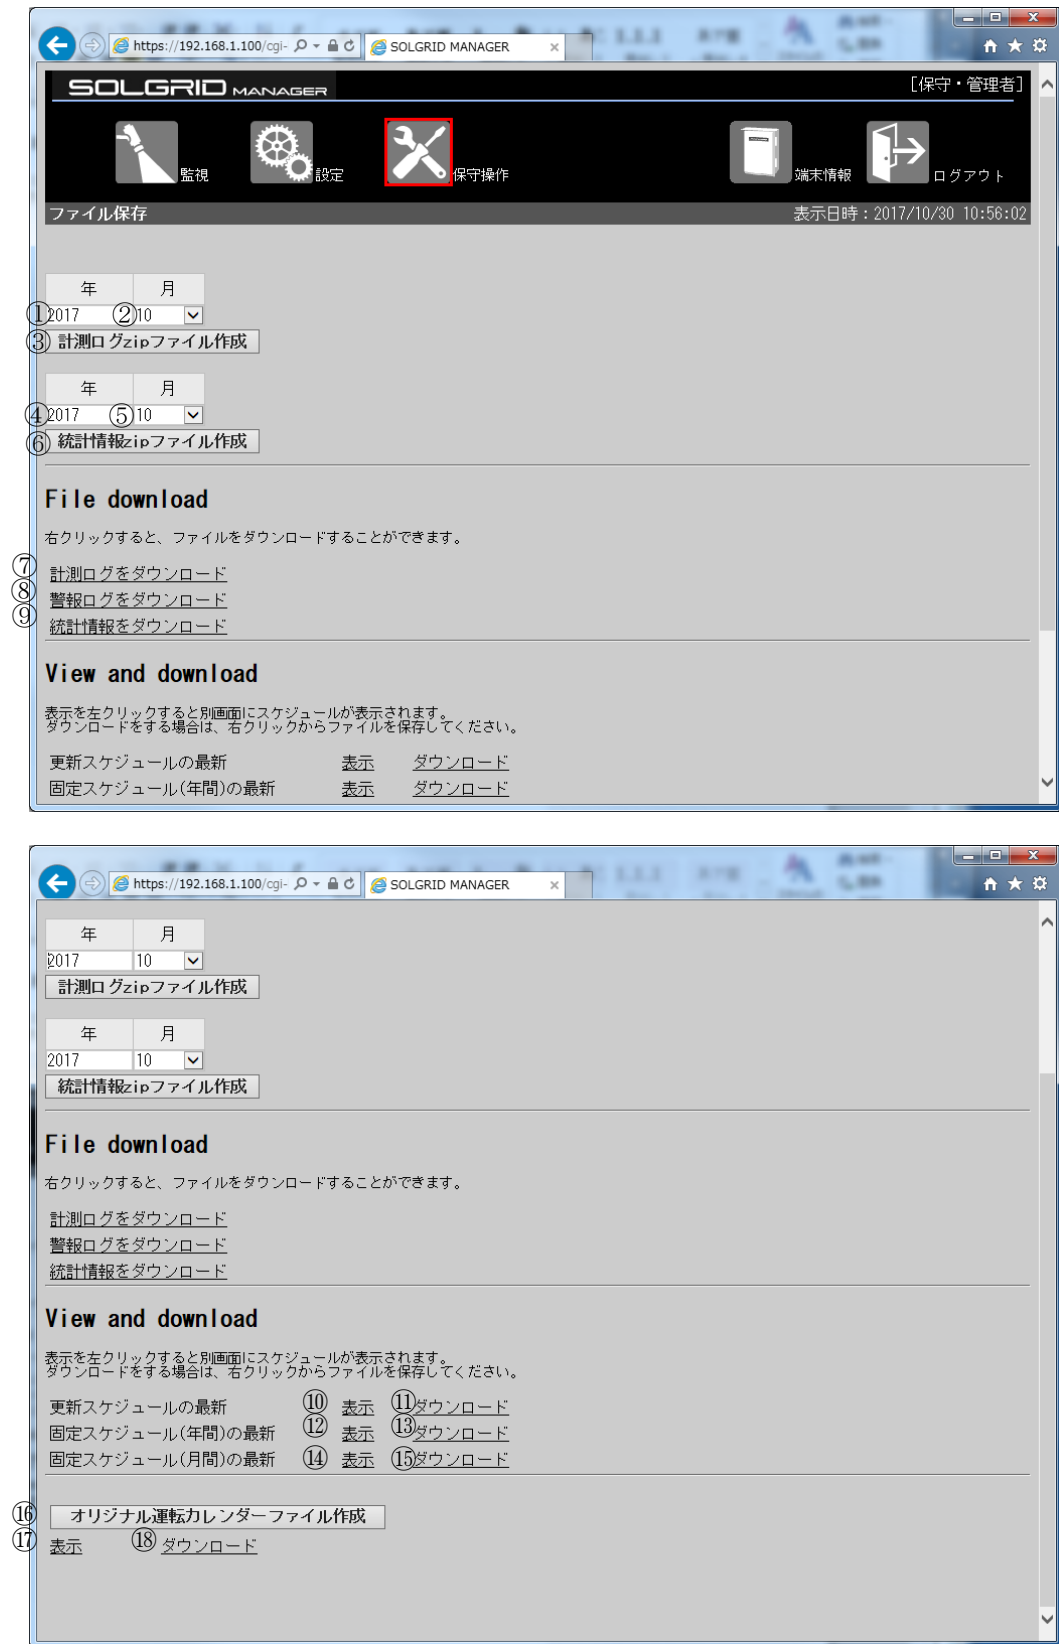 https://192.168.1.100/cgi- SOLGRID MANAGER
SOLGRID MANAGER [保守・管理者]
監視 設定 保守操作 端末情報 ログアウト
ファイル保存 表示日時：2017/10/30 10:56:02
年 月
①2017 ②10
③計測ログzipファイル作成
年 月
④2017 ⑤10
⑥統計情報zipファイル作成
File download
右クリックすると、ファイルをダウンロードすることができます。
⑦計測ログをダウンロード
⑧警報ログをダウンロード
⑨統計情報をダウンロード
View and download
表示を左クリックすると別画面にスケジュールが表示されます。
ダウンロードをする場合は、右クリックからファイルを保存してください。
更新スケジュールの最新 表示 ダウンロード
固定スケジュール(年間)の最新 表示 ダウンロード
https://192.168.1.100/cgi- SOLGRID MANAGER
年 月
2017 10
計測ログzipファイル作成
年 月
2017 10
統計情報zipファイル作成
File download
右クリックすると、ファイルをダウンロードすることができます。
計測ログをダウンロード
警報ログをダウンロード
統計情報をダウンロード
View and download
表示を左クリックすると別画面にスケジュールが表示されます。
ダウンロードをする場合は、右クリックからファイルを保存してください。
更新スケジュールの最新 ⑩ 表示 ⑪ダウンロード
固定スケジュール(年間)の最新 ⑫ 表示 ⑬ダウンロード
固定スケジュール(月間)の最新 ⑭ 表示 ⑮ダウンロード
⑯ オリジナル運転カレンダーファイル作成
⑰ 表示 ⑱ ダウンロード